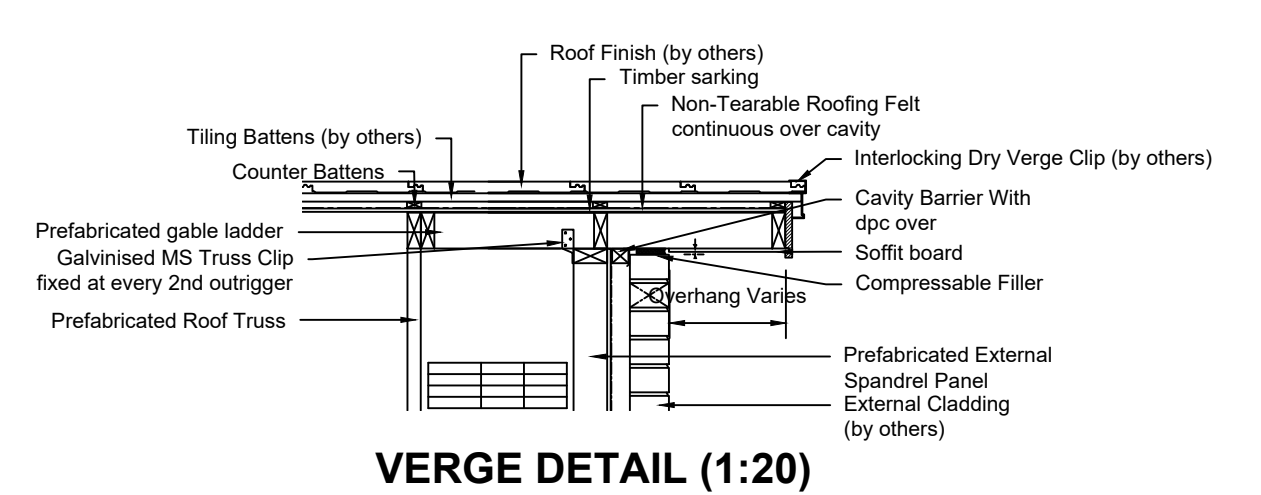 Roof Finish (by others)
Timber sarking
Non-Tearable Roofing Felt
continuous over cavity
Tiling Battens (by others)
Counter Battens
Interlocking Dry Verge Clip (by others)
Cavity Barrier With
dpc over
Prefabricated gable ladder
Galvinised MS Truss Clip
fixed at every 2nd outrigger
Soffit board
Compressable Filler
Overhang Varies
Prefabricated Roof Truss
Prefabricated External
Spandrel Panel
External Cladding
(by others)
VERGE DETAIL (1:20)